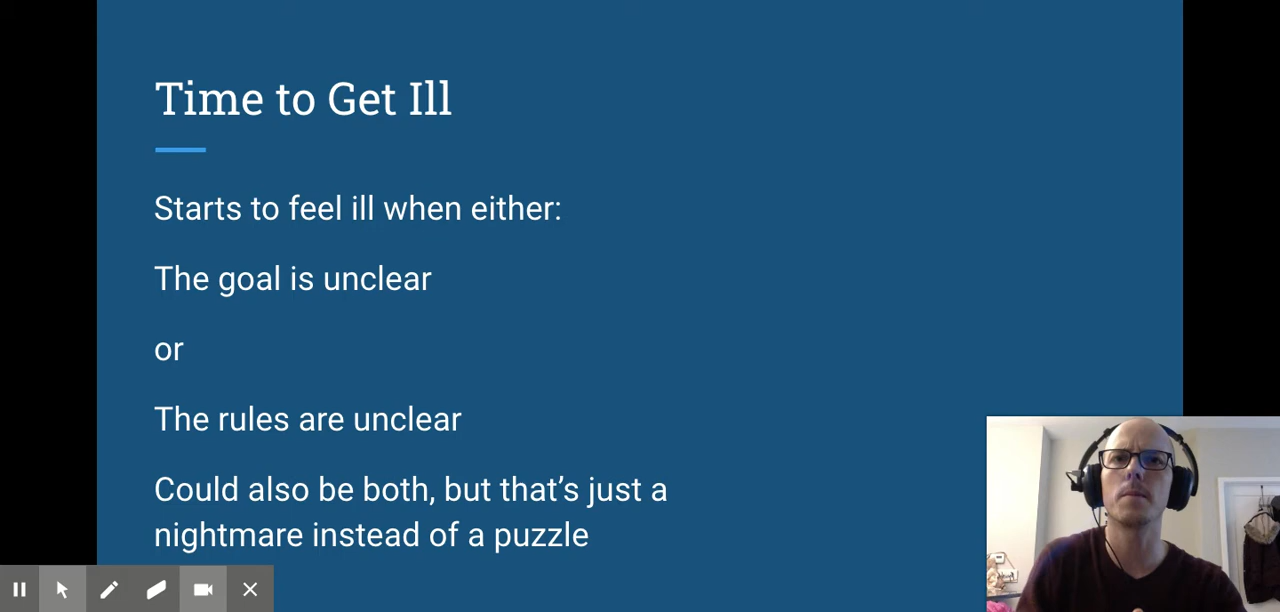 Time to Get Ill
Starts to feel ill when either:
The goal is unclear
or
The rules are unclear
Could also be both, but that’s just a
nightmare instead of a puzzle